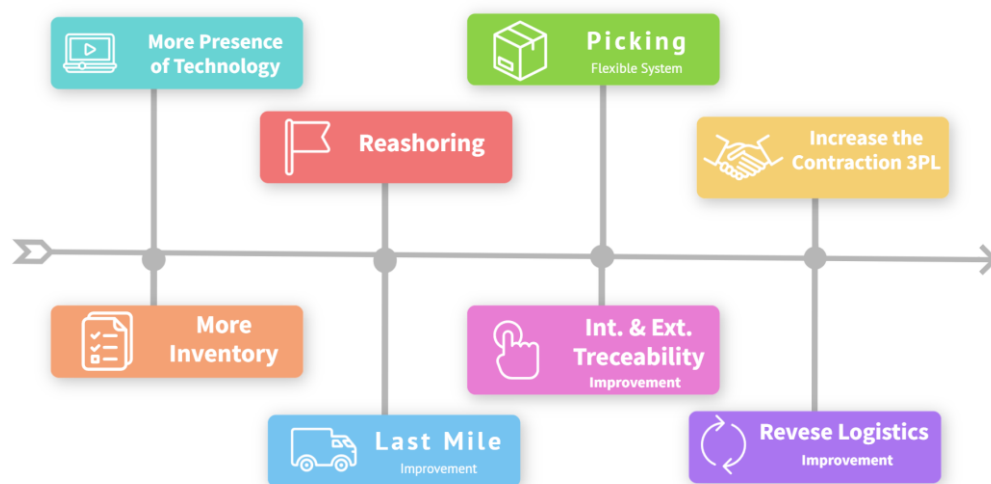 More Presence
of Technology
Picking
Flexible System
Reashoring
Increase the
Contraction 3PL
More
Inventory
Int. & Ext.
Treceability
Improvement
Last Mile
Improvement
Revese Logistics
Improvement